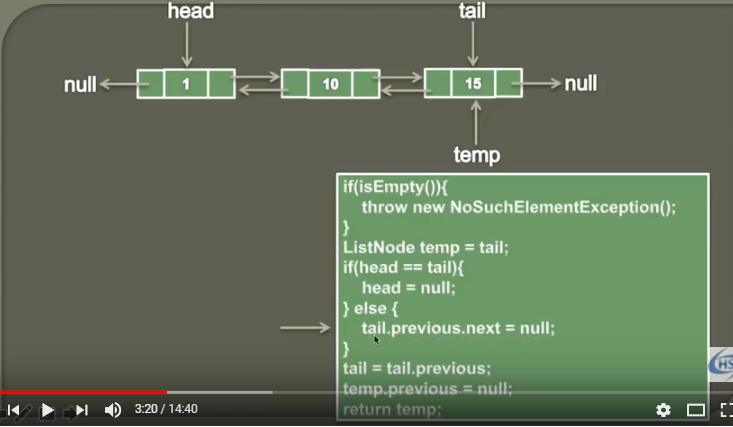 head tail
null 1 10 15 null
temp
if(isEmpty()){
throw new NoSuchElementException();
}
ListNode temp = tail;
if(head == tail){
head = null;
} else {
tail.previous.next = null;
}
tail = tail.previous;
HS
temp.previous = null;
3:20 / 14:40
return temp;